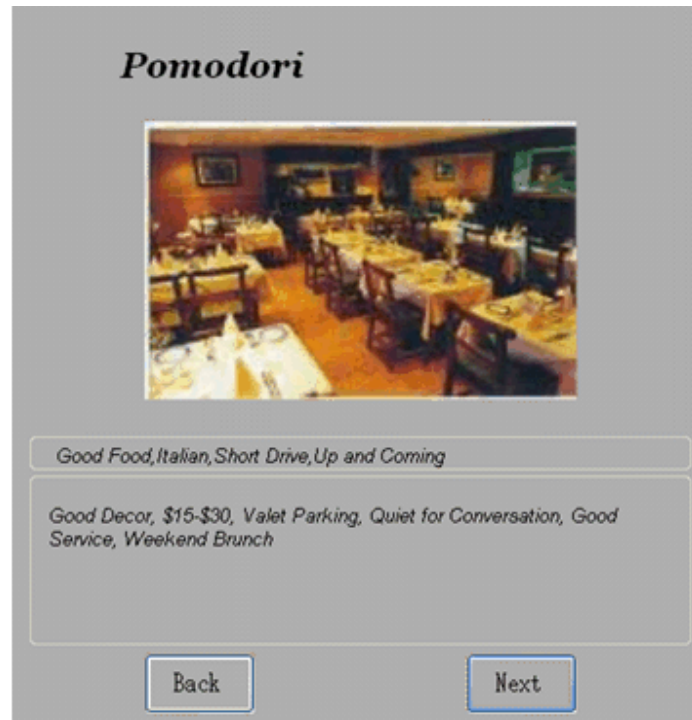 Pomodori
Good Food,Italian,Short Drive,Up and Coming
Good Decor, $15-$30, Valet Parking, Quiet for Conversation, Good
Service, Weekend Brunch
Back
Next